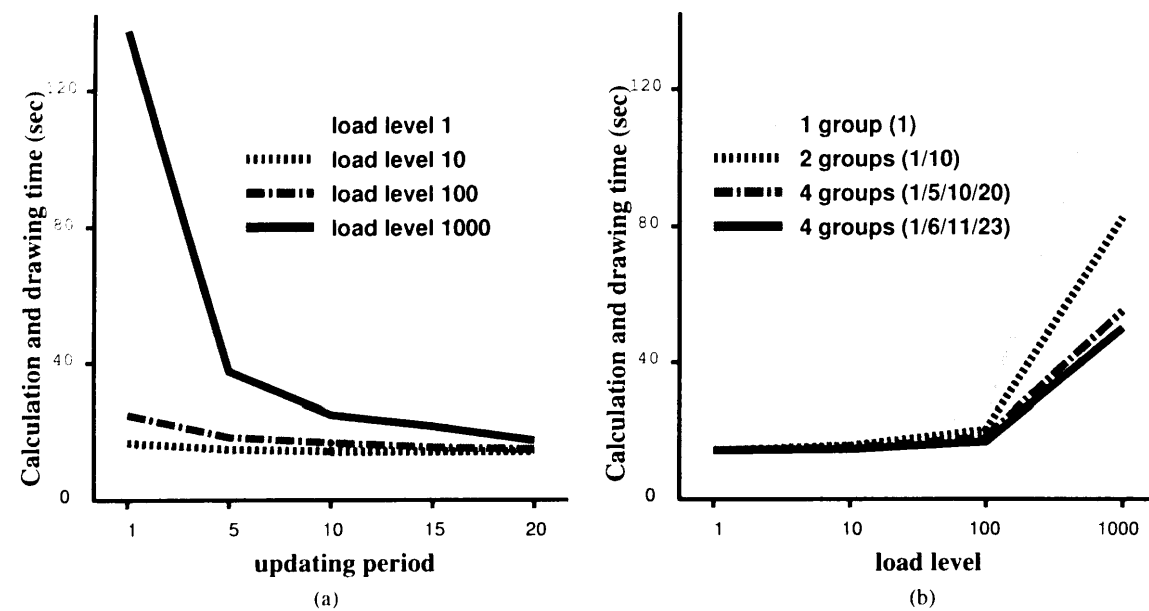 Calculation and drawing time (sec)
120
80
40
0
load level 1
load level 10
load level 100
load level 1000
1 5 10 15 20
updating period
(a)
Calculation and drawing time (sec)
120
80
40
0
1 group (1)
2 groups (1/10)
4 groups (1/5/10/20)
4 groups (1/6/11/23)
1 10 100 1000
load level
(b)